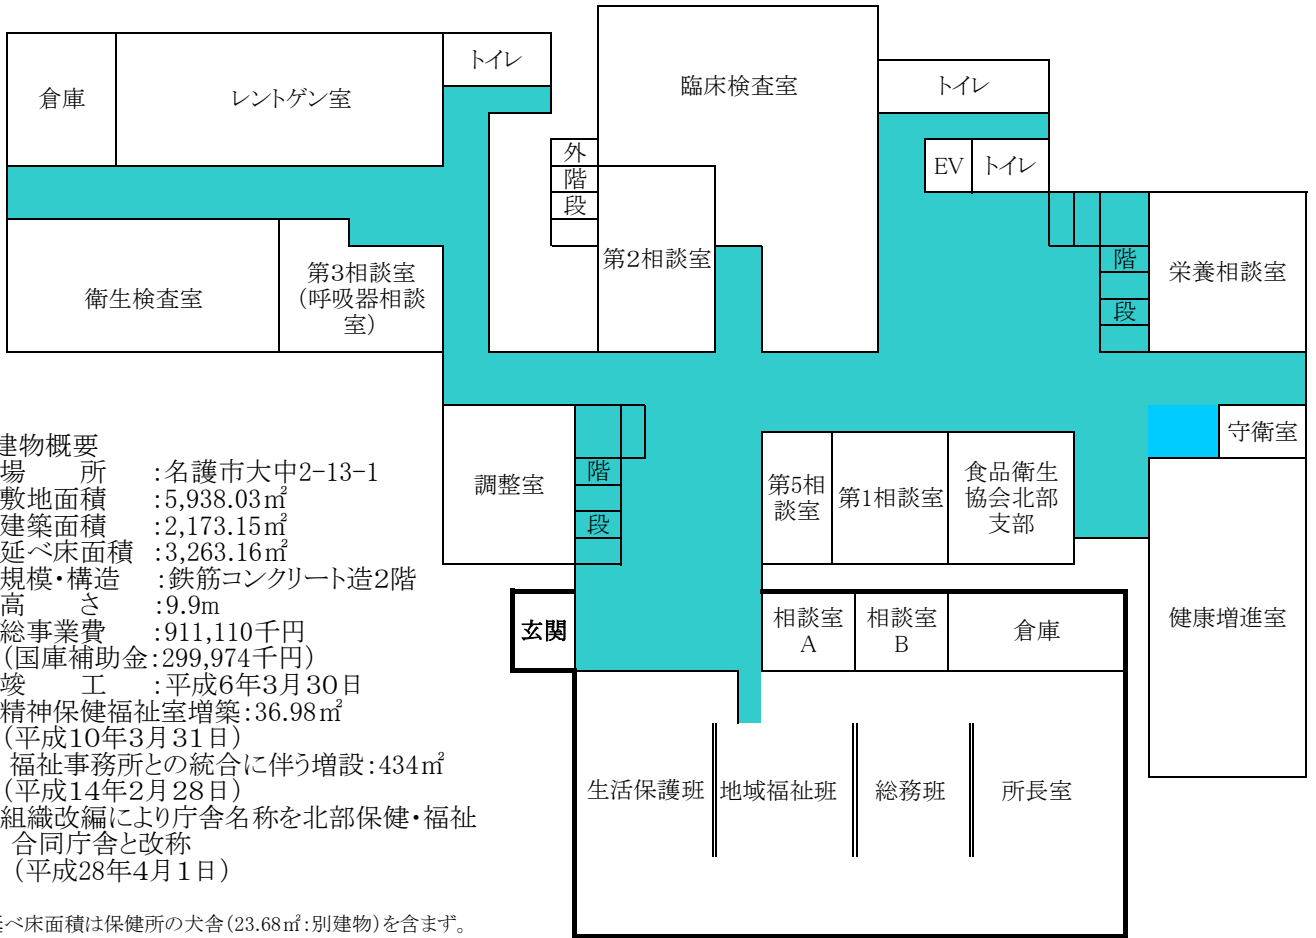 トイレ
倉庫
レントゲン室
臨床検査室
トイレ
外
階
段
EV
トイレ
第2相談室
階
段
栄養相談室
衛生検査室
第3相談室
(呼吸器相談
室)
守衛室
調整室
階
段
第5相
談室
第1相談室
食品衛生
協会北部
支部
健康増進室
玄関
相談室
A
相談室
B
倉庫
生活保護班
地域福祉班
総務班
所長室
建物概要
場　　所　:名護市大中2-13-1
敷地面積　:5,938.03㎡
建築面積　:2,173.15㎡
延べ床面積 :3,263.16㎡
規模・構造　:鉄筋コンクリート造2階
高　　さ　:9.9m
総事業費　:911,110千円
(国庫補助金:299,974千円)
竣　　工　:平成6年3月30日
精神保健福祉室増築:36.98㎡
(平成10年3月31日)
福祉事務所との統合に伴う増設:434㎡
(平成14年2月28日)
組織改編により庁舎名称を北部保健・福祉
合同庁舎と改称
(平成28年4月1日)
延べ床面積は保健所の犬舎(23.68㎡:別建物)を含まず。